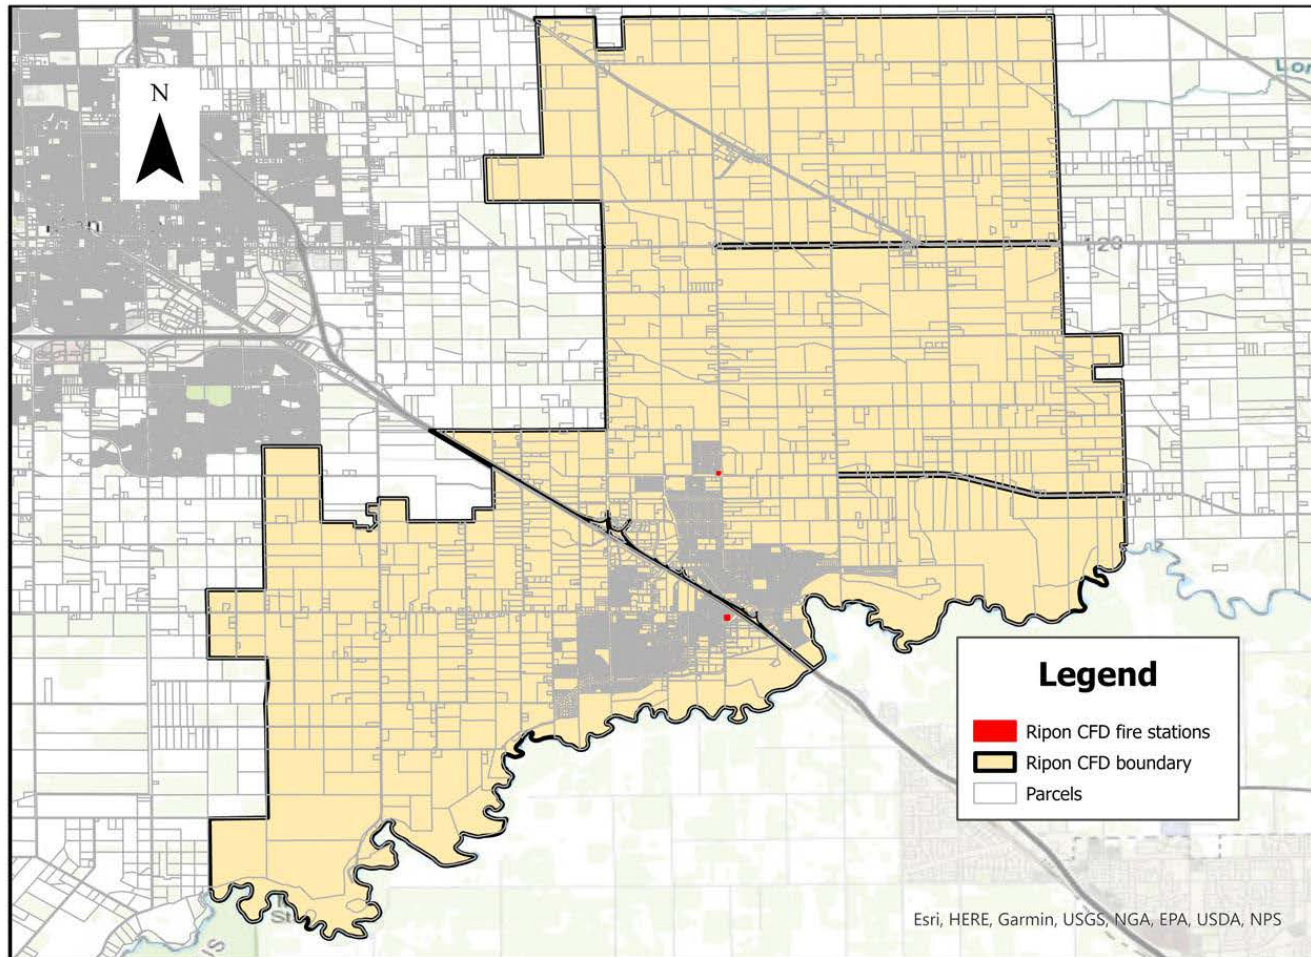 N
120
Legend
Ripon CFD fire stations
Ripon CFD boundary
Parcels
Esri, HERE, Garmin, USGS, NGA, EPA, USDA, NPS